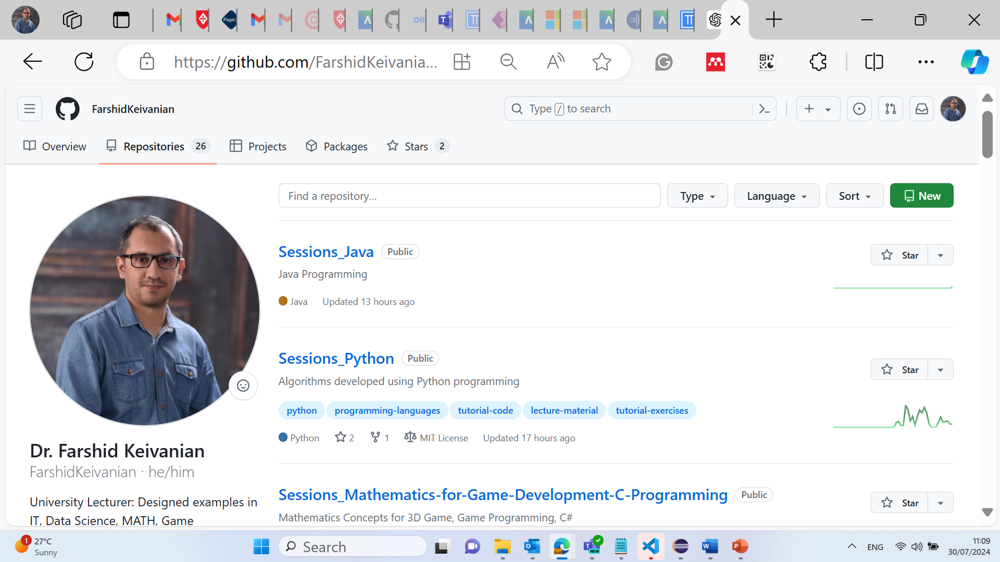 https://github.com/FarshidKeivania...
FarshidKeivanian
Type / to search
Overview
Repositories 26
Projects
Packages
Stars 2
Find a repository...
Type
Language
Sort
New
Sessions_Java Public
Star
Java Programming
Java Updated 13 hours ago
Sessions_Python Public
Star
Algorithms developed using Python programming
python programming-languages tutorial-code lecture-material tutorial-exercises
Python 2 1 MIT License Updated 17 hours ago
Dr. Farshid Keivanian
FarshidKeivanian · he/him
University Lecturer: Designed examples in
IT, Data Science, MATH, Game
Sessions_Mathematics-for-Game-Development-C-Programming Public
Star
Mathematics Concepts for 3D Game, Game Programming, C#
1
27°C
Sunny
Search
NEW
ENG
11:09
30/07/2024